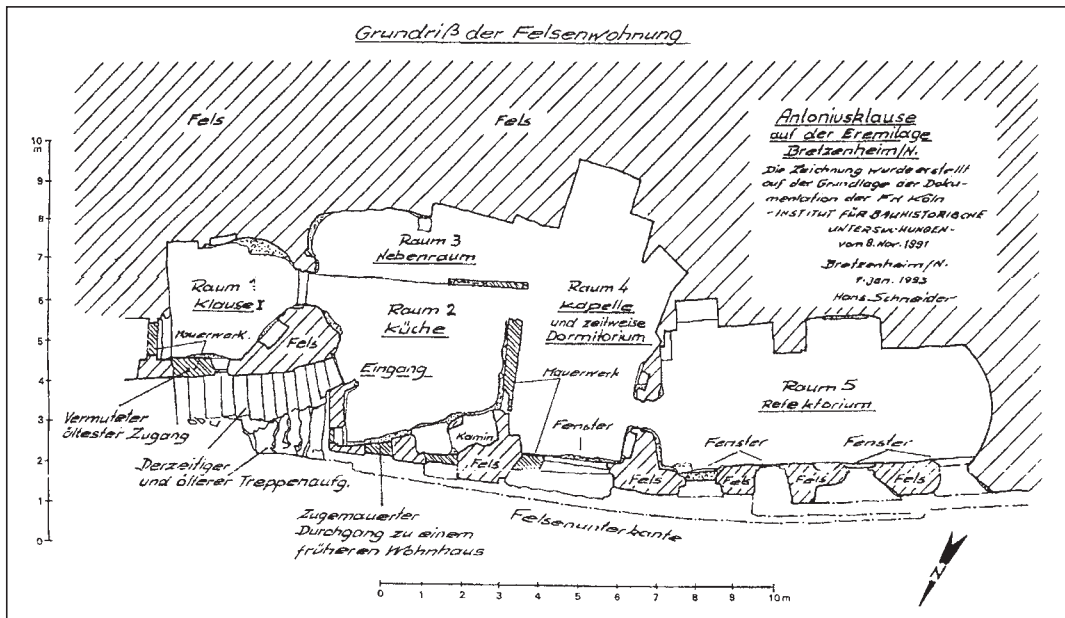 Grundriß der Felsenwohnung
Fels
Fels
Antoniusklause
auf der Eremitage
Bretzenheim/N.
Die Zeichnung wurde erstellt
auf der Grundlage der Doku-
mentation der FH Köln
-INSTITUT FÜR BAUHISTORISCHE
UNTERSUCHUNGEN-
vom 8. Nov. 1991
Bretzenheim/N.
1. Jan. 1993
Hans Schneider
10
m
9
8
7
6
5
4
3
2
1
0
Raum 3
Nebenraum
Raum 1
Klause I
Raum 2
Küche
Raum 4
Kapelle
und zeitweise
Dormitorium
Mauerwerk
Fels
Eingang
Mauerwerk
Raum 5
Refektorium
Vermuteter
ältester Zugang
Kamin
Fels
Fenster
Fenster
Fenster
Fels
Fels
Fels
Fels
Derzeitiger
und älterer Treppenaufg.
Zugemauerter
Durchgang zu einem
früheren Wohnhaus
Felsenunterkante
N
0 1 2 3 4 5 6 7 8 9 10 m